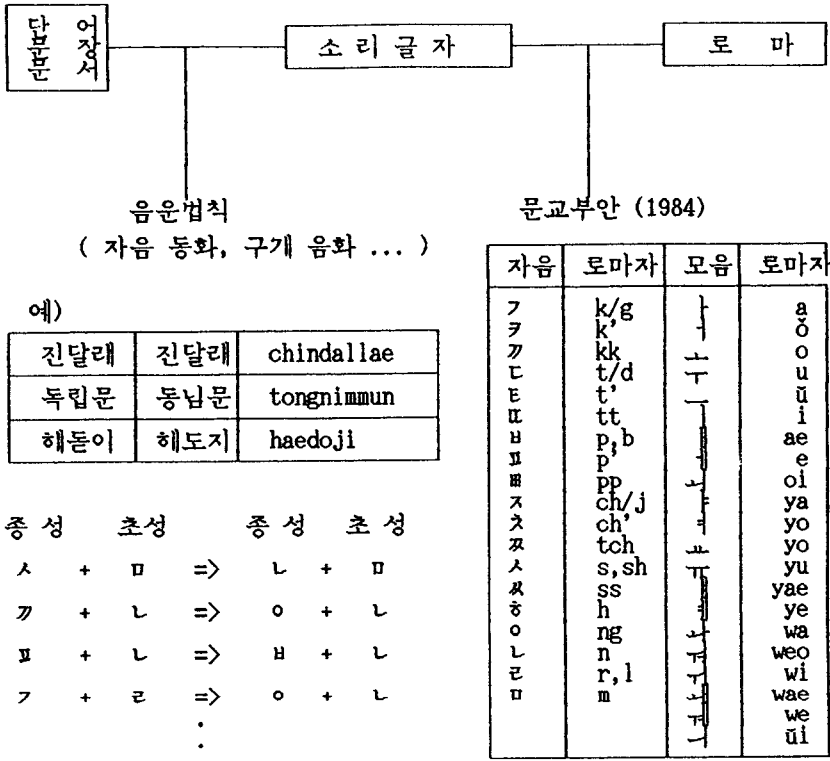 단 어
문 장
문 서
소 리 글 자
로 마
음운법칙
( 자음 동화, 구개 음화 ... )
문교부안 (1984)
예)
진달래 진달래 chindallae
독립문 동님문 tongnimmun
해돋이 해도지 haedoji
종 성 초성 종 성 초 성
ㅅ + ㅁ => ㄴ + ㅁ
ㄲ + ㄴ => ㅇ + ㄴ
ㅍ + ㄴ => ㅂ + ㄴ
ㄱ + ㄹ => ㅇ + ㄴ
.
.
자음 로마자 모음 로마자
ㄱ k/g ㅏ a
ㅋ k' ㅓ ǒ
ㄲ kk ㅗ o
ㄷ t/d ㅜ u
ㅌ t' ㅡ ǔ
ㄸ tt ㅣ i
ㅂ p,b ㅐ ae
ㅍ p' ㅔ e
ㅃ pp ㅚ oi
ㅈ ch/j ㅑ ya
ㅊ ch' ㅕ yo
ㅉ tch ㅛ yo
ㅅ s,sh ㅠ yu
ㅆ ss ㅒ yae
ㅎ h ㅖ ye
ㅇ ng ㅘ wa
ㄴ n ㅝ weo
ㄹ r,l ㅟ wi
ㅁ m ㅙ wae
ㅞ we
ㅢ ǔi